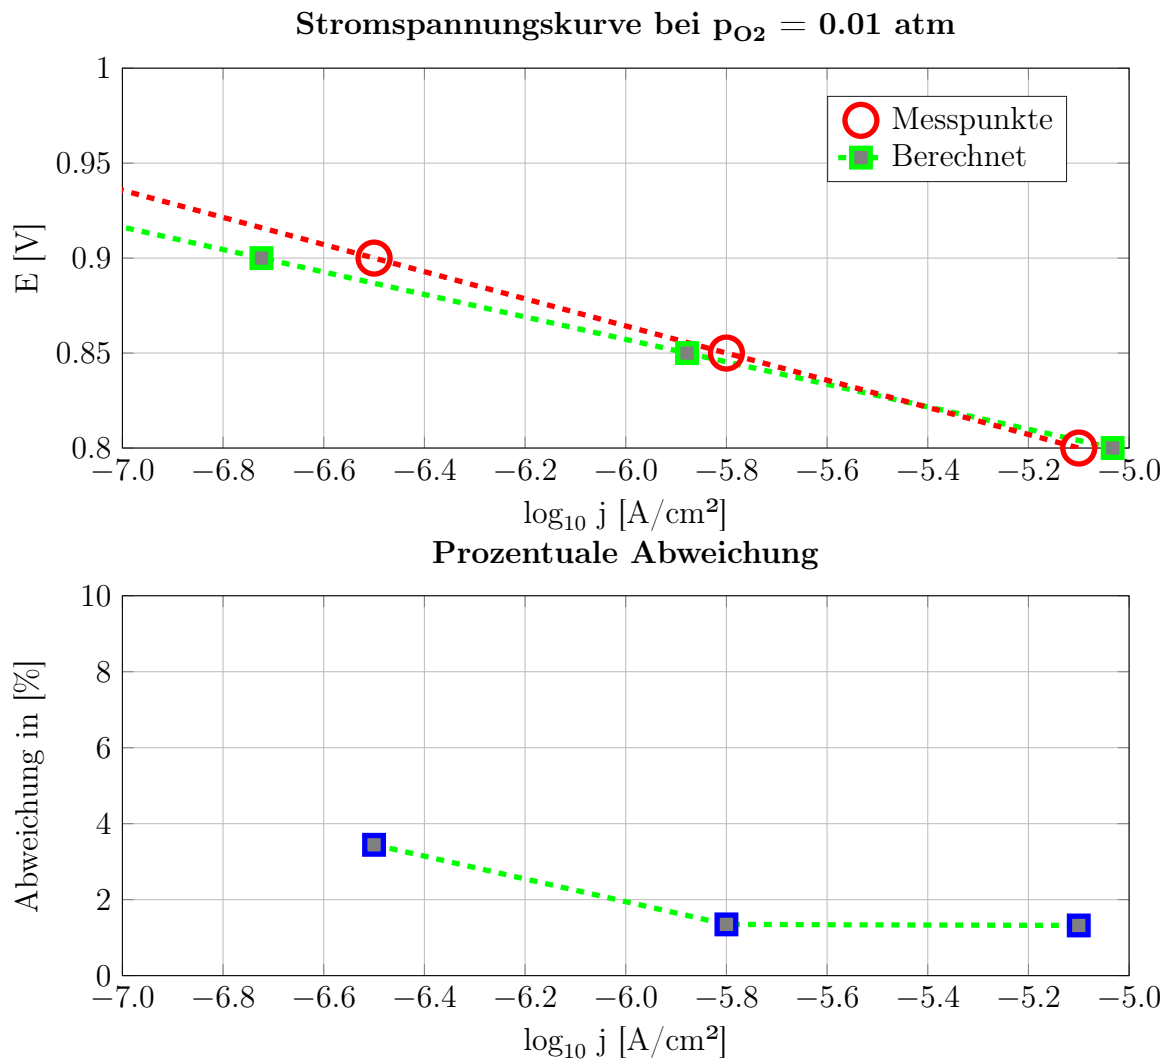 Stromspannungskurve bei p_O2 = 0.01 atm
1
0.95
0.9
0.85
0.8
E [V]
Messpunkte
Berechnet
−7.0 −6.8 −6.6 −6.4 −6.2 −6.0 −5.8 −5.6 −5.4 −5.2 −5.0
log₁₀ j [A/cm²]
Prozentuale Abweichung
10
8
6
4
2
0
Abweichung in [%]
−7.0 −6.8 −6.6 −6.4 −6.2 −6.0 −5.8 −5.6 −5.4 −5.2 −5.0
log₁₀ j [A/cm²]